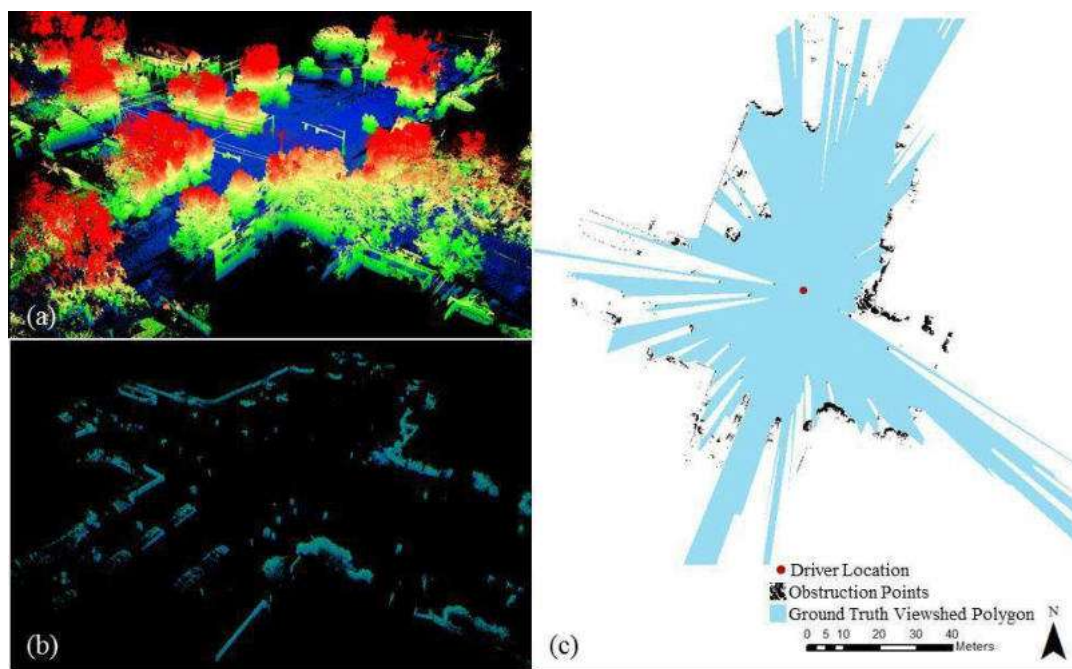 (a)
(b)
Driver Location
Obstruction Points
Ground Truth Viewshed Polygon
N
0 5 10 20 30 40
Meters
(c)